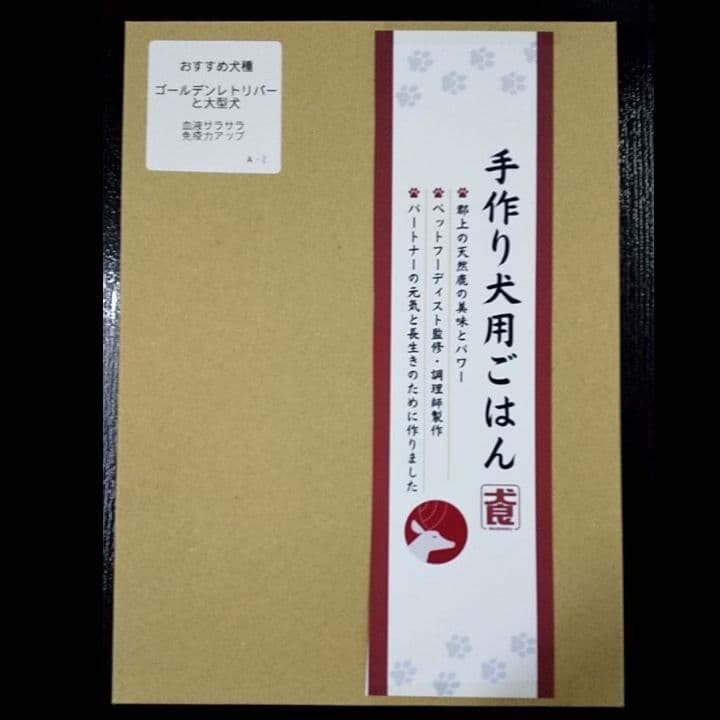 おすすめ犬種
ゴールデンレトリバー
と大型犬
血液サラサラ
免疫力アップ
A-2
手作り犬用ごはん
犬食
郡上の天然鹿の美味とパワー
ペットフーディスト監修・調理師製作
パートナーの元気と長生きのために作りました